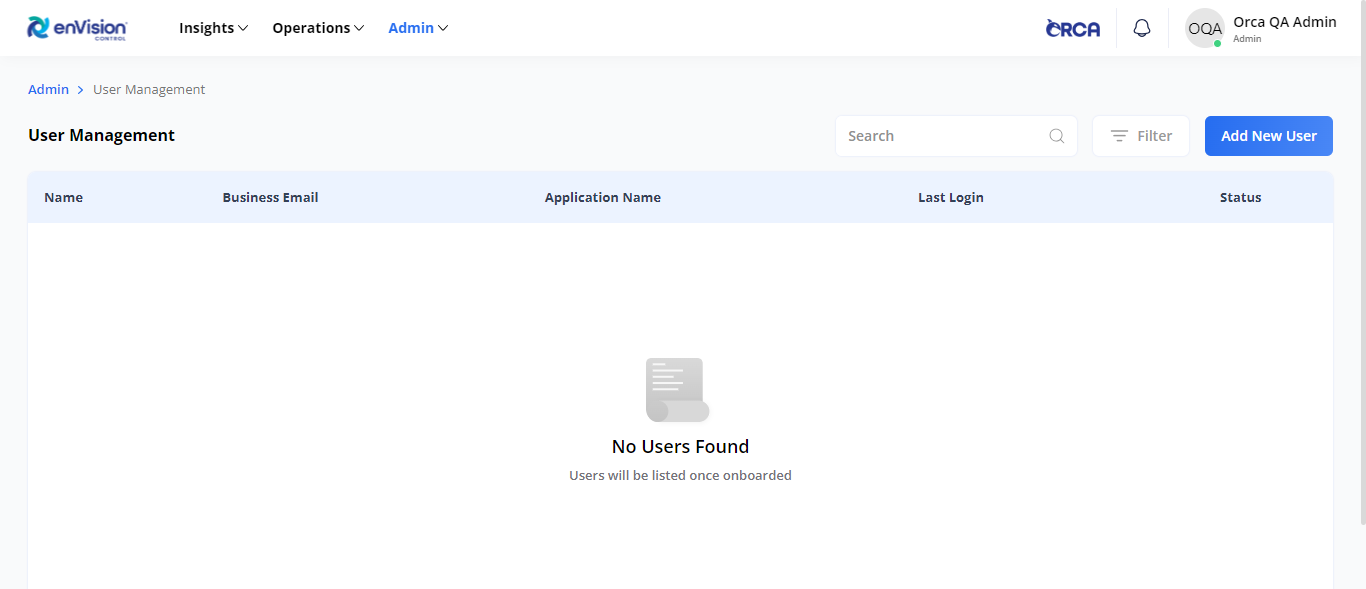 enVision
CONTROL
Insights
Operations
Admin
ORCA
OQA
Orca QA Admin
Admin
Admin > User Management
User Management
Search
Filter
Add New User
Name
Business Email
Application Name
Last Login
Status
No Users Found
Users will be listed once onboarded